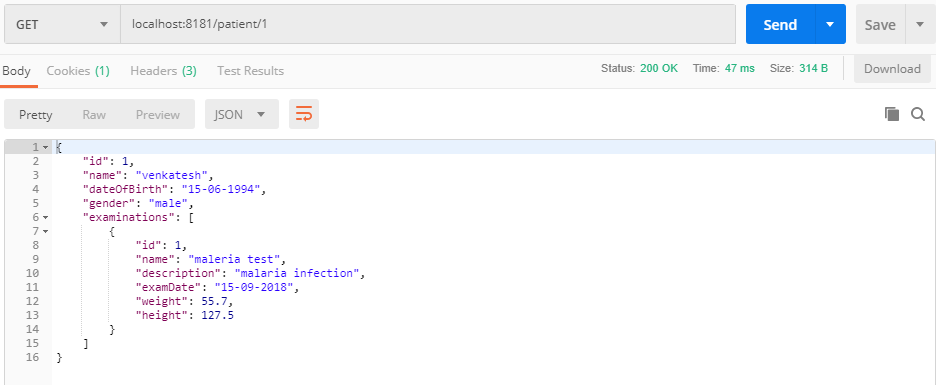 GET localhost:8181/patient/1 Send Save
Body Cookies (1) Headers (3) Test Results Status: 200 OK Time: 47 ms Size: 314 B Download
Pretty Raw Preview JSON
1 {
2 "id": 1,
3 "name": "venkatesh",
4 "dateOfBirth": "15-06-1994",
5 "gender": "male",
6 "examinations": [
7 {
8 "id": 1,
9 "name": "maleria test",
10 "description": "malaria infection",
11 "examDate": "15-09-2018",
12 "weight": 55.7,
13 "height": 127.5
14 }
15 ]
16 }